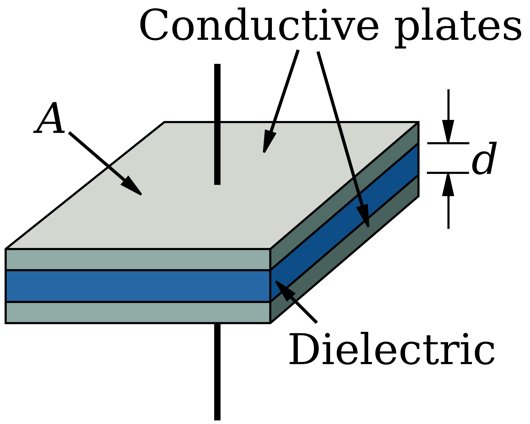 Conductive plates
A
d
Dielectric